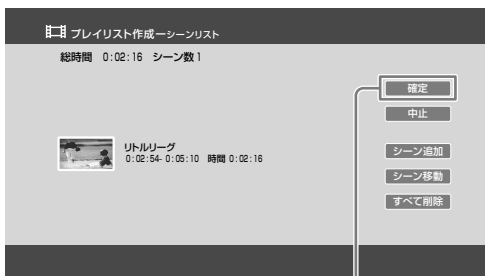 プレイリスト作成ーシーンリスト
総時間 0:02:16 シーン数1
確定
中止
リトルリーグ
0:02:54-0:05:10 時間 0:02:16
シーン追加
シーン移動
すべて削除